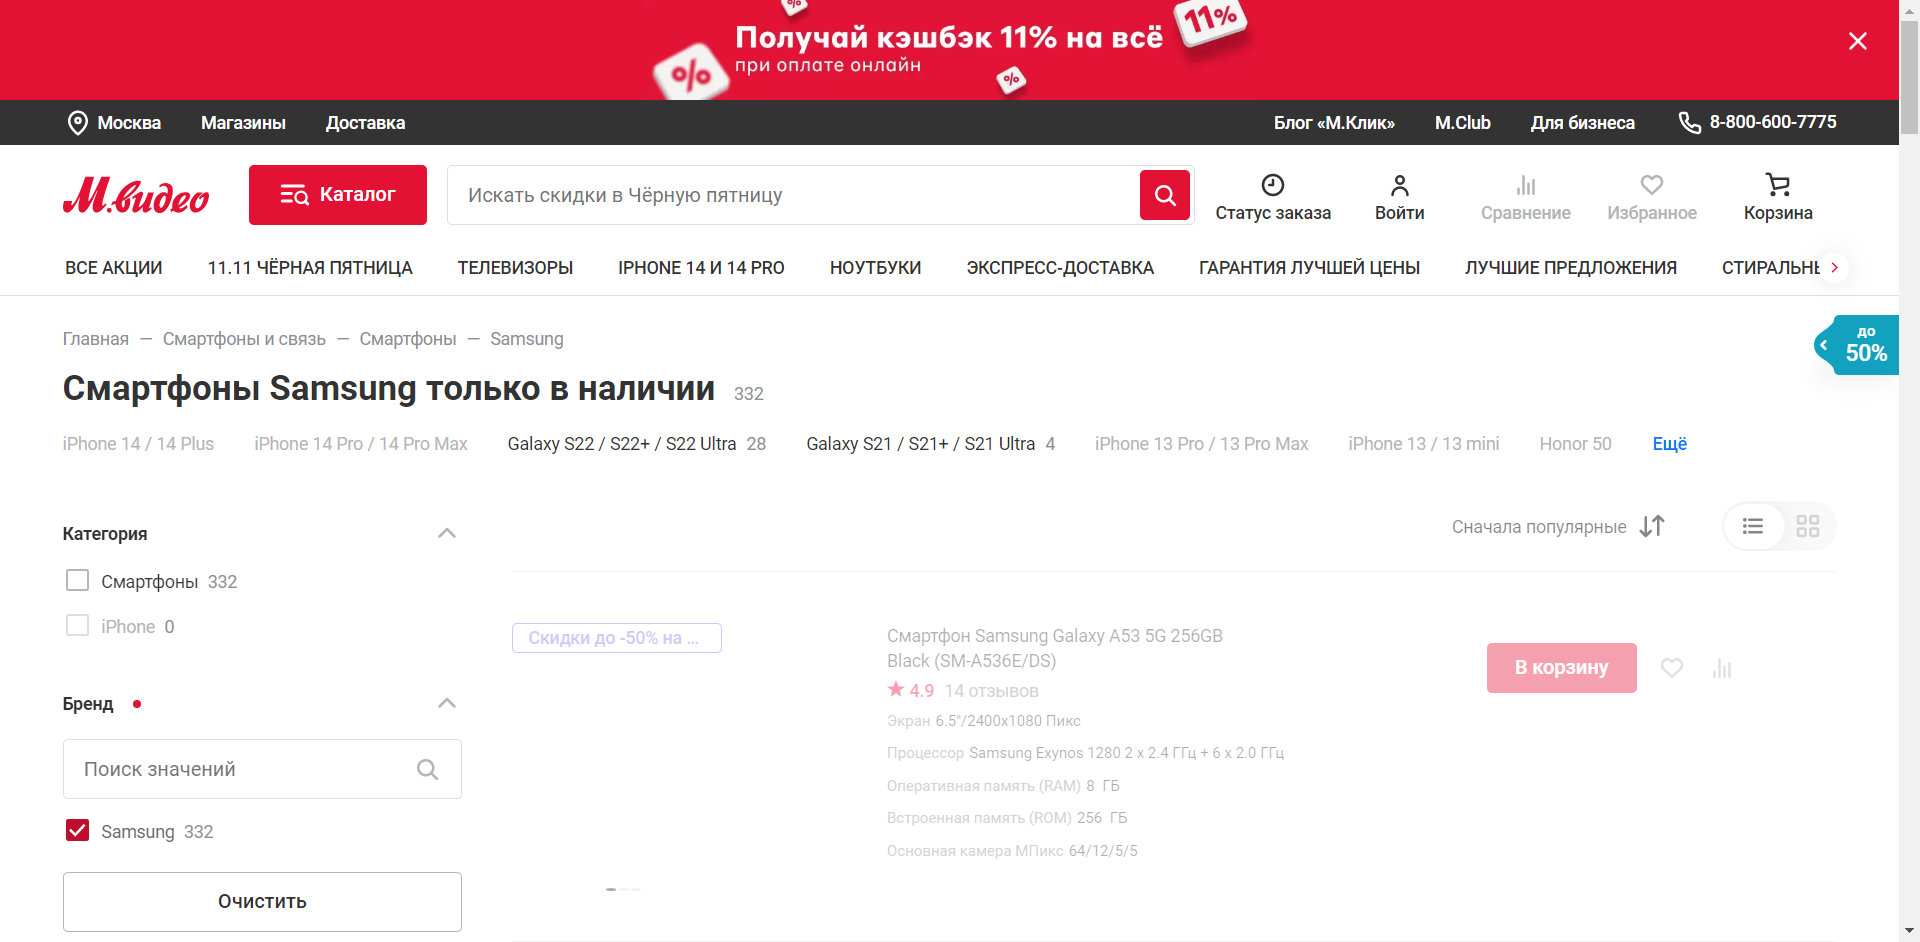 %
Получай кэшбэк 11% на всё
11%
%
при оплате онлайн
%
Москва Магазины Доставка Блог «М.Клик» M.Club Для бизнеса 8-800-600-7775
М.видео Каталог Искать скидки в Чёрную пятницу Статус заказа Войти Сравнение Избранное Корзина
ВСЕ АКЦИИ 11.11 ЧЁРНАЯ ПЯТНИЦА ТЕЛЕВИЗОРЫ IPHONE 14 И 14 PRO НОУТБУКИ ЭКСПРЕСС-ДОСТАВКА ГАРАНТИЯ ЛУЧШЕЙ ЦЕНЫ ЛУЧШИЕ ПРЕДЛОЖЕНИЯ СТИРАЛЬНЫ
до
50%
Главная — Смартфоны и связь — Смартфоны — Samsung
Смартфоны Samsung только в наличии 332
iPhone 14 / 14 Plus iPhone 14 Pro / 14 Pro Max Galaxy S22 / S22+ / S22 Ultra 28 Galaxy S21 / S21+ / S21 Ultra 4 iPhone 13 Pro / 13 Pro Max iPhone 13 / 13 mini Honor 50 Ещё
Категория
Смартфоны 332
iPhone 0
Бренд
Поиск значений
Samsung 332
Очистить
Сначала популярные
Скидки до -50% на ...
Смартфон Samsung Galaxy A53 5G 256GB
Black (SM-A536E/DS)
4.9 14 отзывов
Экран 6.5"/2400x1080 Пикс
Процессор Samsung Exynos 1280 2 x 2.4 ГГц + 6 x 2.0 ГГц
Оперативная память (RAM) 8 ГБ
Встроенная память (ROM) 256 ГБ
Основная камера МПикс 64/12/5/5
В корзину